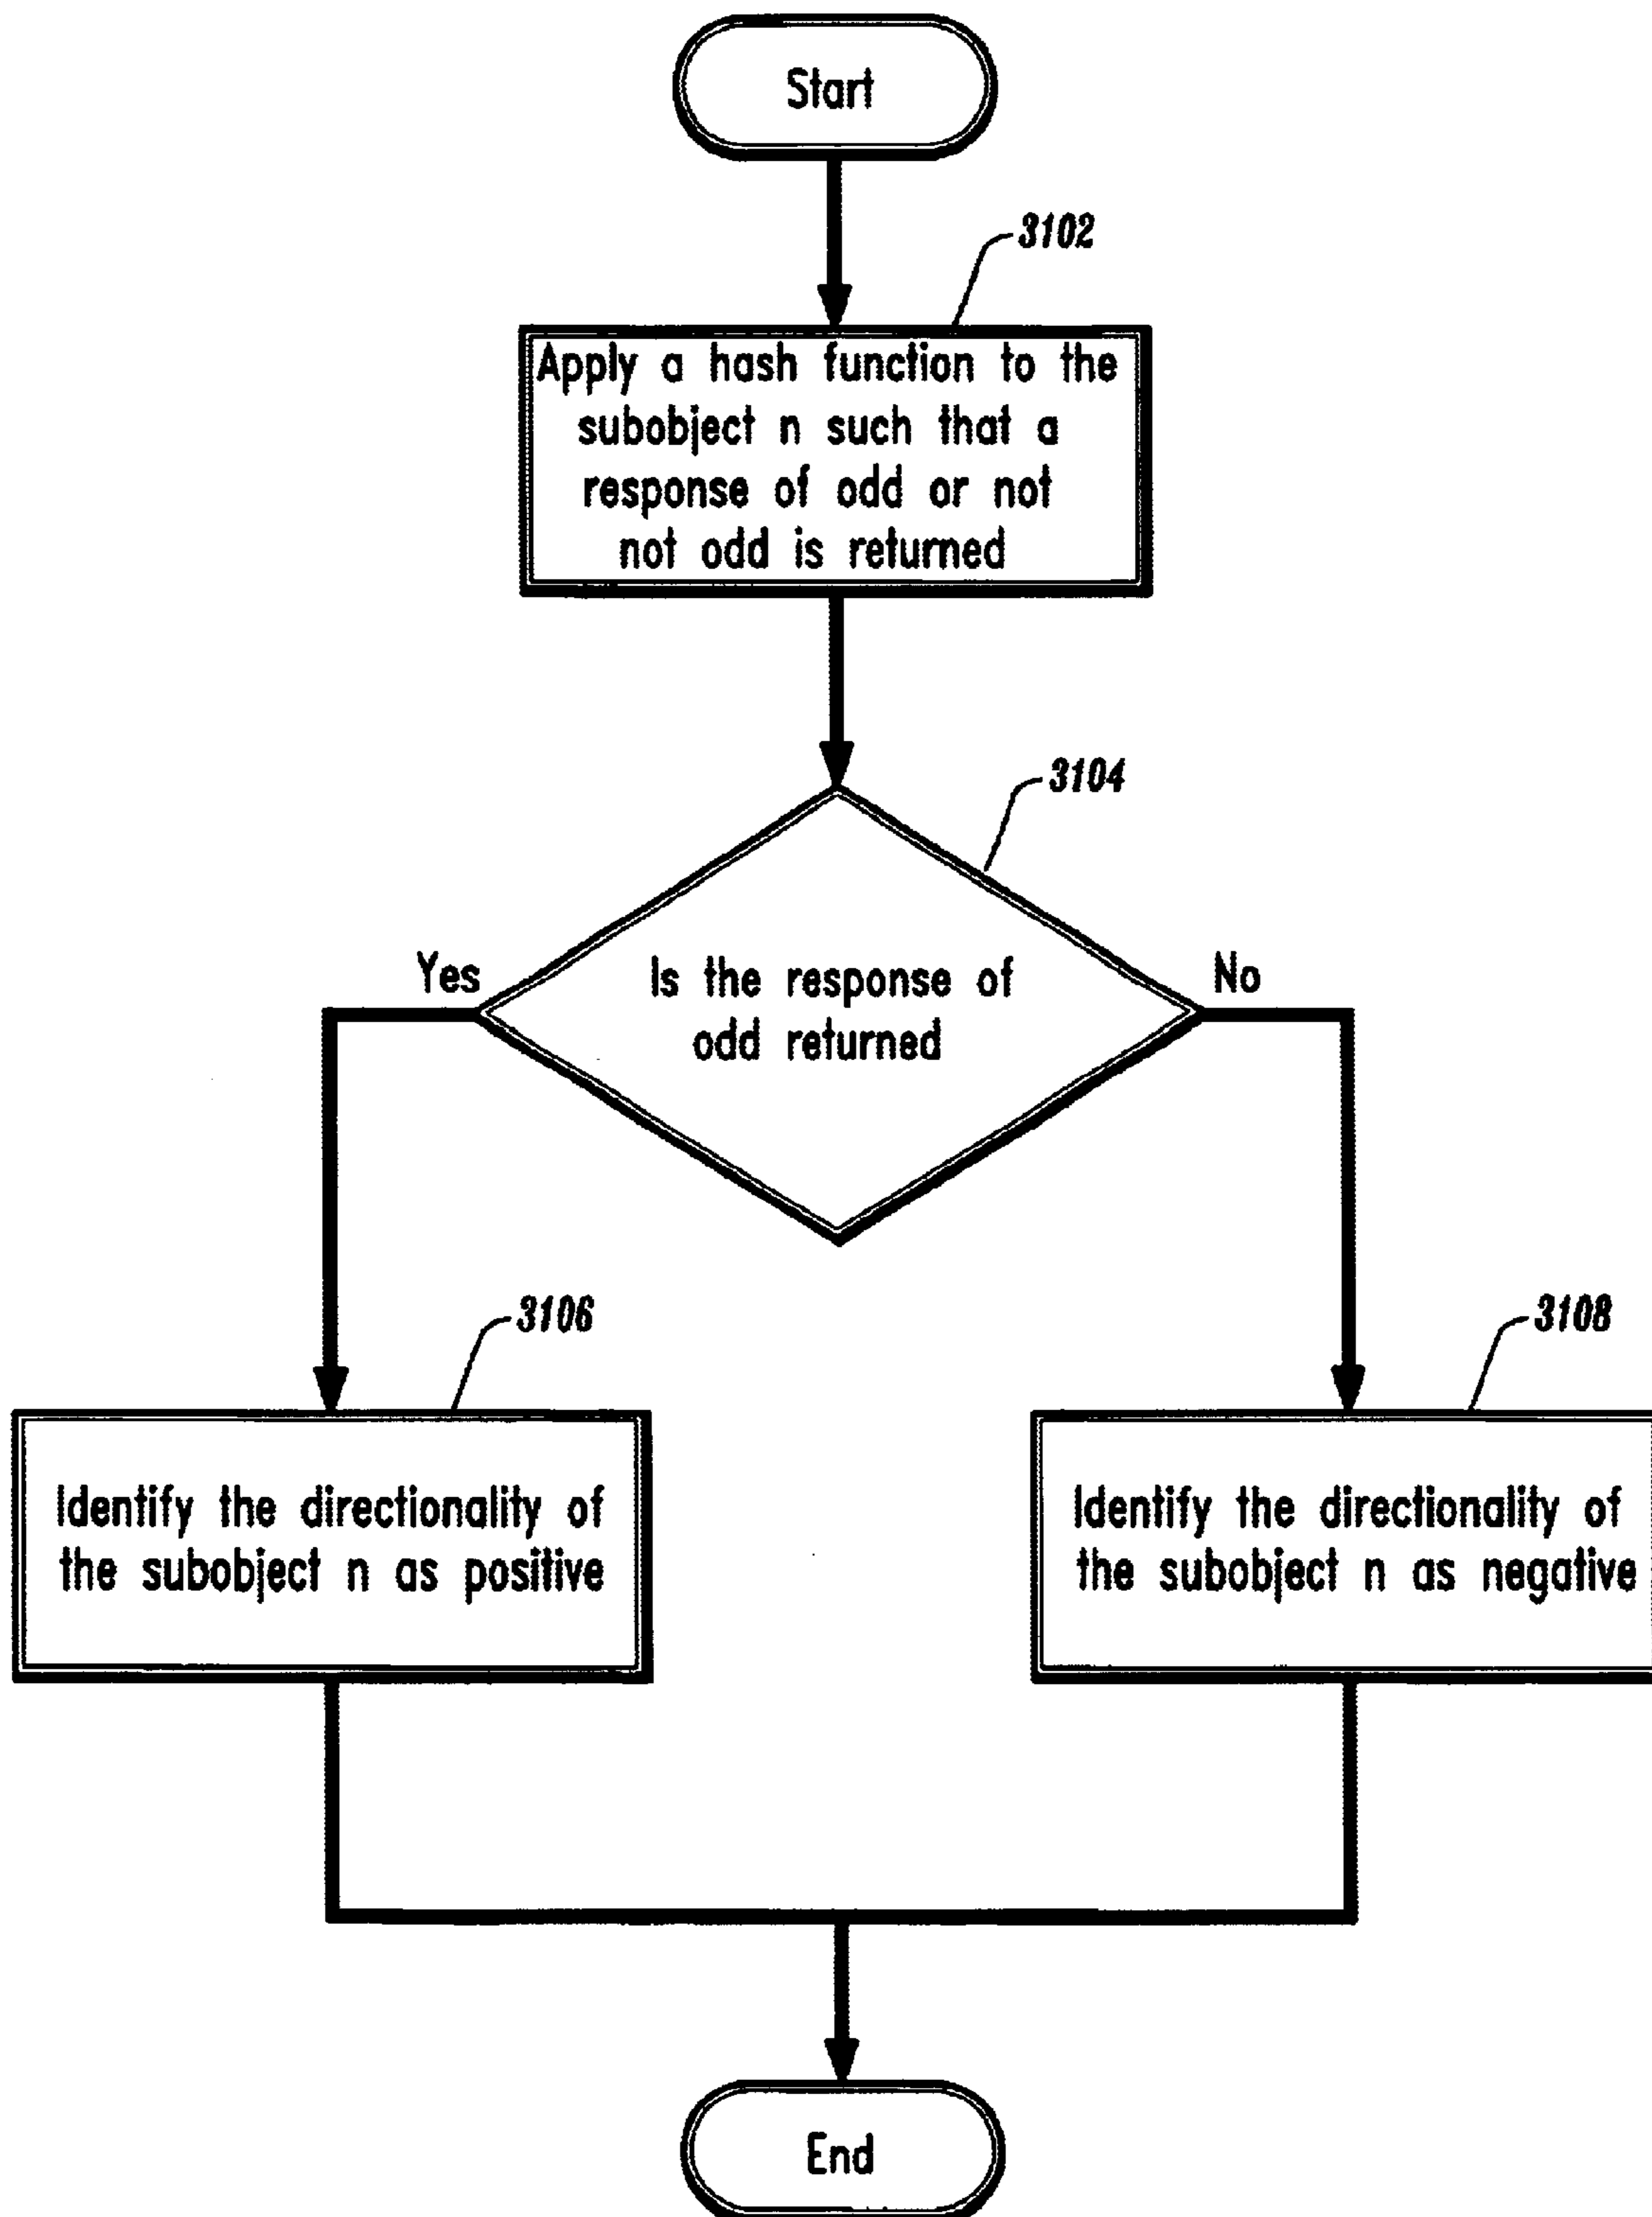 Start
3102
Apply a hash function to the
subobject n such that a
response of odd or not
not odd is returned
3104
Yes
Is the response of
odd returned
No
3106
Identify the directionality of
the subobject n as positive
3108
Identify the directionality of
the subobject n as negative
End